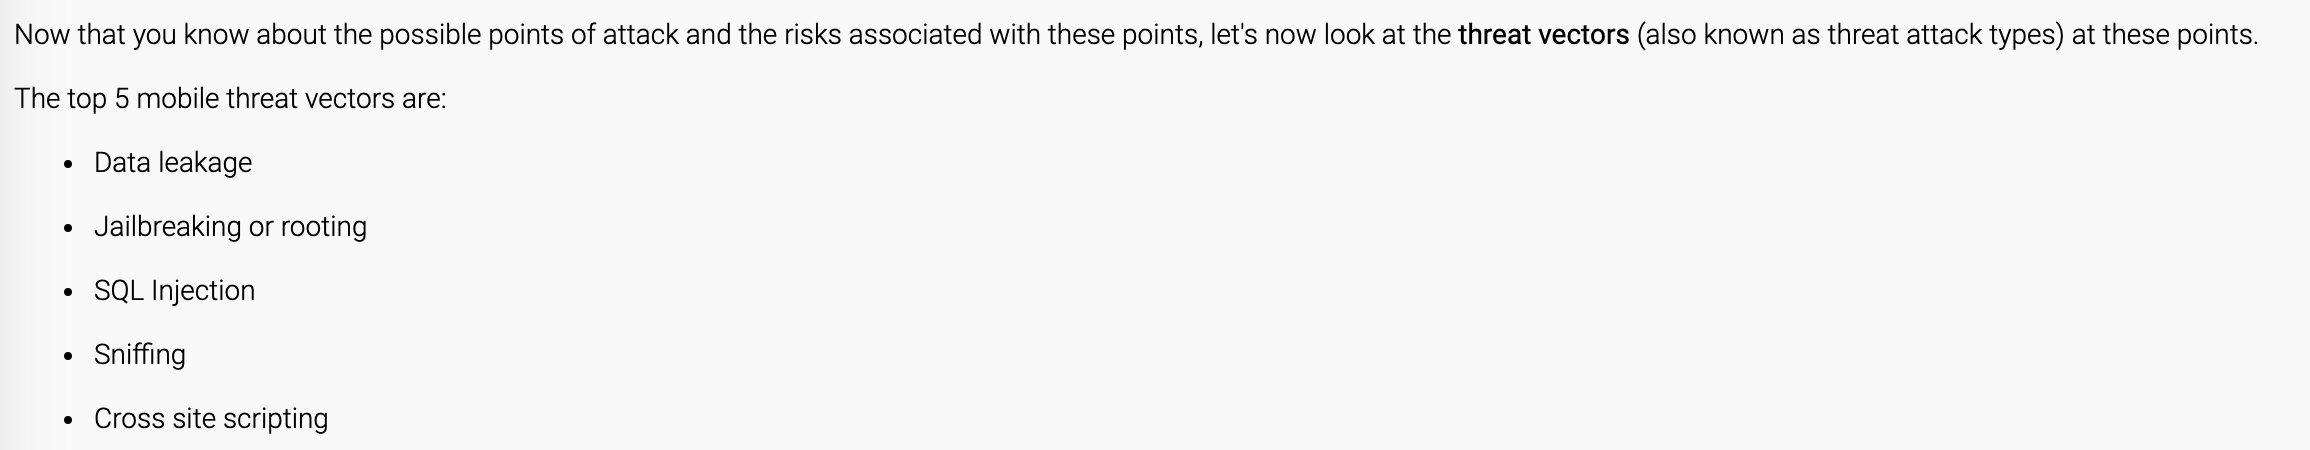 Now that you know about the possible points of attack and the risks associated with these points, let's now look at the threat vectors (also known as threat attack types) at these points.
The top 5 mobile threat vectors are:
• Data leakage
• Jailbreaking or rooting
• SQL Injection
• Sniffing
• Cross site scripting